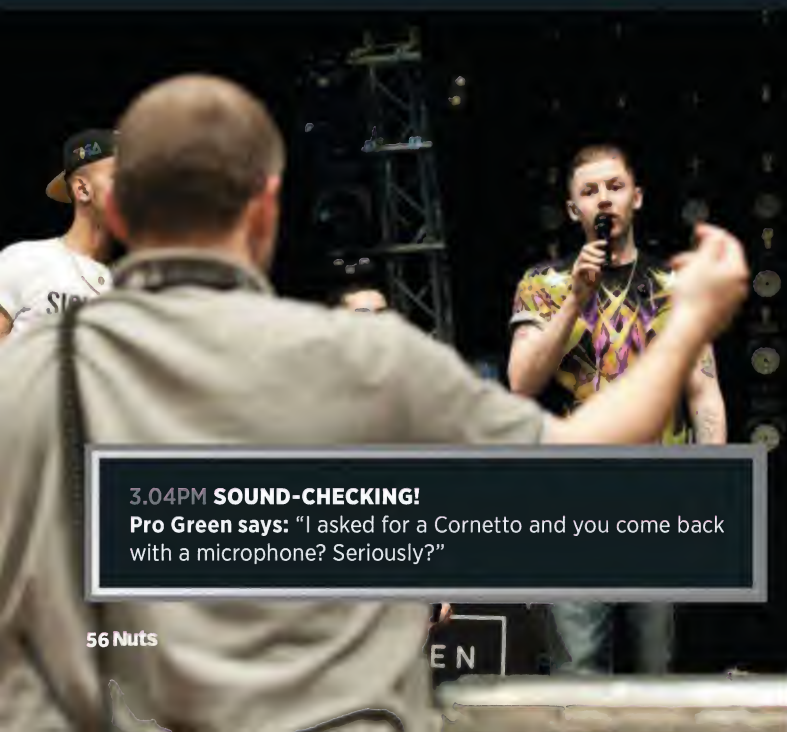 3.04PM SOUND-CHECKING!
Pro Green says: “I asked for a Cornetto and you come back
with a microphone? Seriously?”
56 Nuts
EN